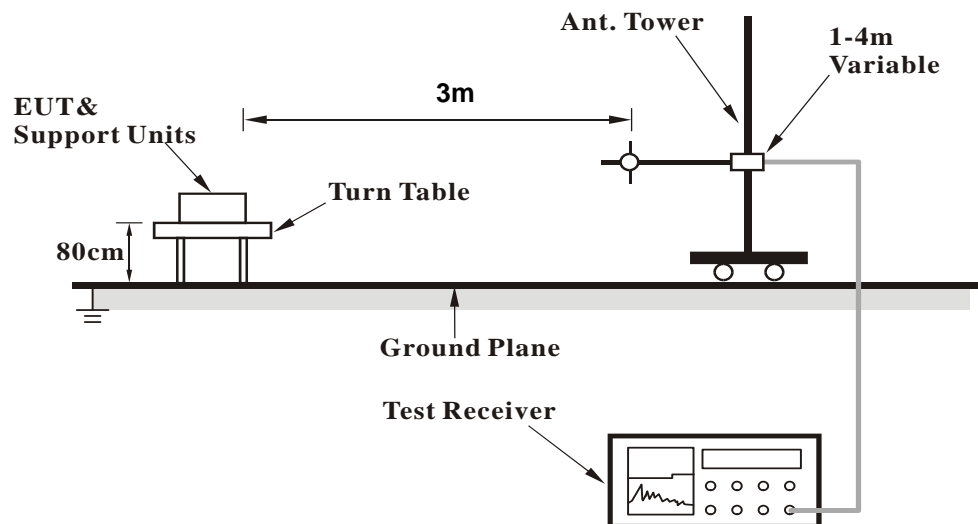 Ant. Tower
1-4m
Variable
3m
EUT&
Support Units
Turn Table
80cm
Ground Plane
Test Receiver